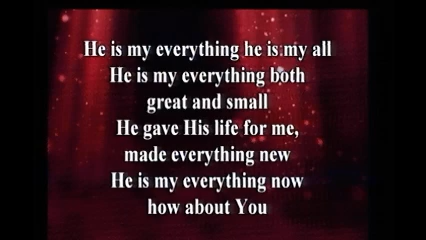 He is my everything he is my all
He is my everything both
great and small
He gave His life for me,
made everything new
He is my everything now
how about You